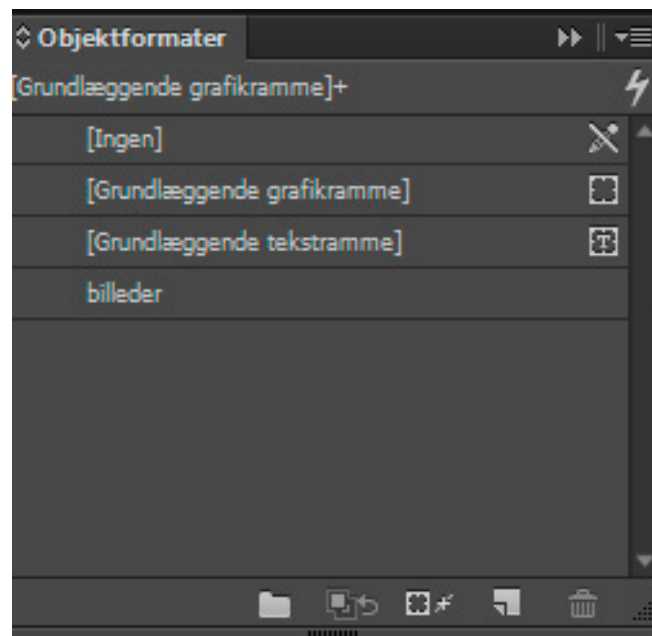 Objektformater
[Grundlæggende grafikramme]+
[Ingen]
[Grundlæggende grafikramme]
[Grundlæggende tekstramme]
billeder